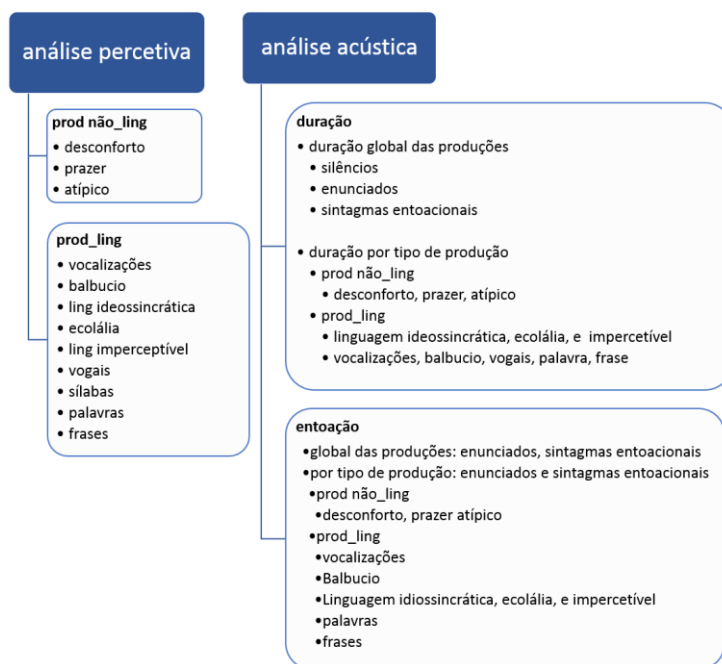 análise percetiva
prod não_ling
• desconforto
• prazer
• atípico
prod_ling
• vocalizações
• balbucio
• ling ideossincrática
• ecolália
• ling imperceptível
• vogais
• sílabas
• palavras
• frases
análise acústica
duração
• duração global das produções
• silêncios
• enunciados
• sintagmas entoacionais
• duração por tipo de produção
• prod não_ling
• desconforto, prazer, atípico
• prod_ling
• linguagem ideossincrática, ecolália, e impercetível
• vocalizações, balbucio, vogais, palavra, frase
entoação
•global das produções: enunciados, sintagmas entoacionais
•por tipo de produção: enunciados e sintagmas entoacionais
•prod não_ling
•desconforto, prazer atípico
•prod_ling
•vocalizações
•Balbucio
•Linguagem idiossincrática, ecolália, e impercetível
•palavras
•frases